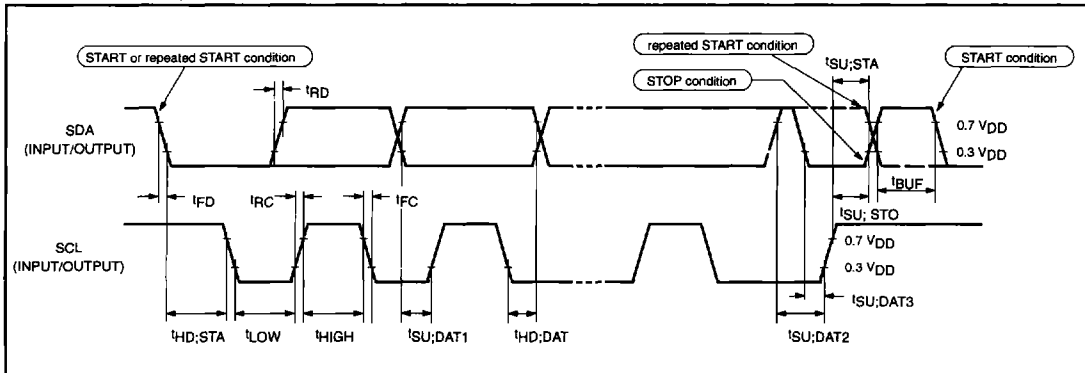 START or repeated START condition
repeated START condition
tSU;STA
START condition
STOP condition
tRD
SDA
(INPUT/OUTPUT)
0.7 VDD
0.3 VDD
tFD
tRC
tFC
tBUF
tSU; STO
SCL
(INPUT/OUTPUT)
0.7 VDD
0.3 VDD
tSU;DAT3
tHD;STA
tLOW
tHIGH
tSU;DAT1
tHD;DAT
tSU;DAT2